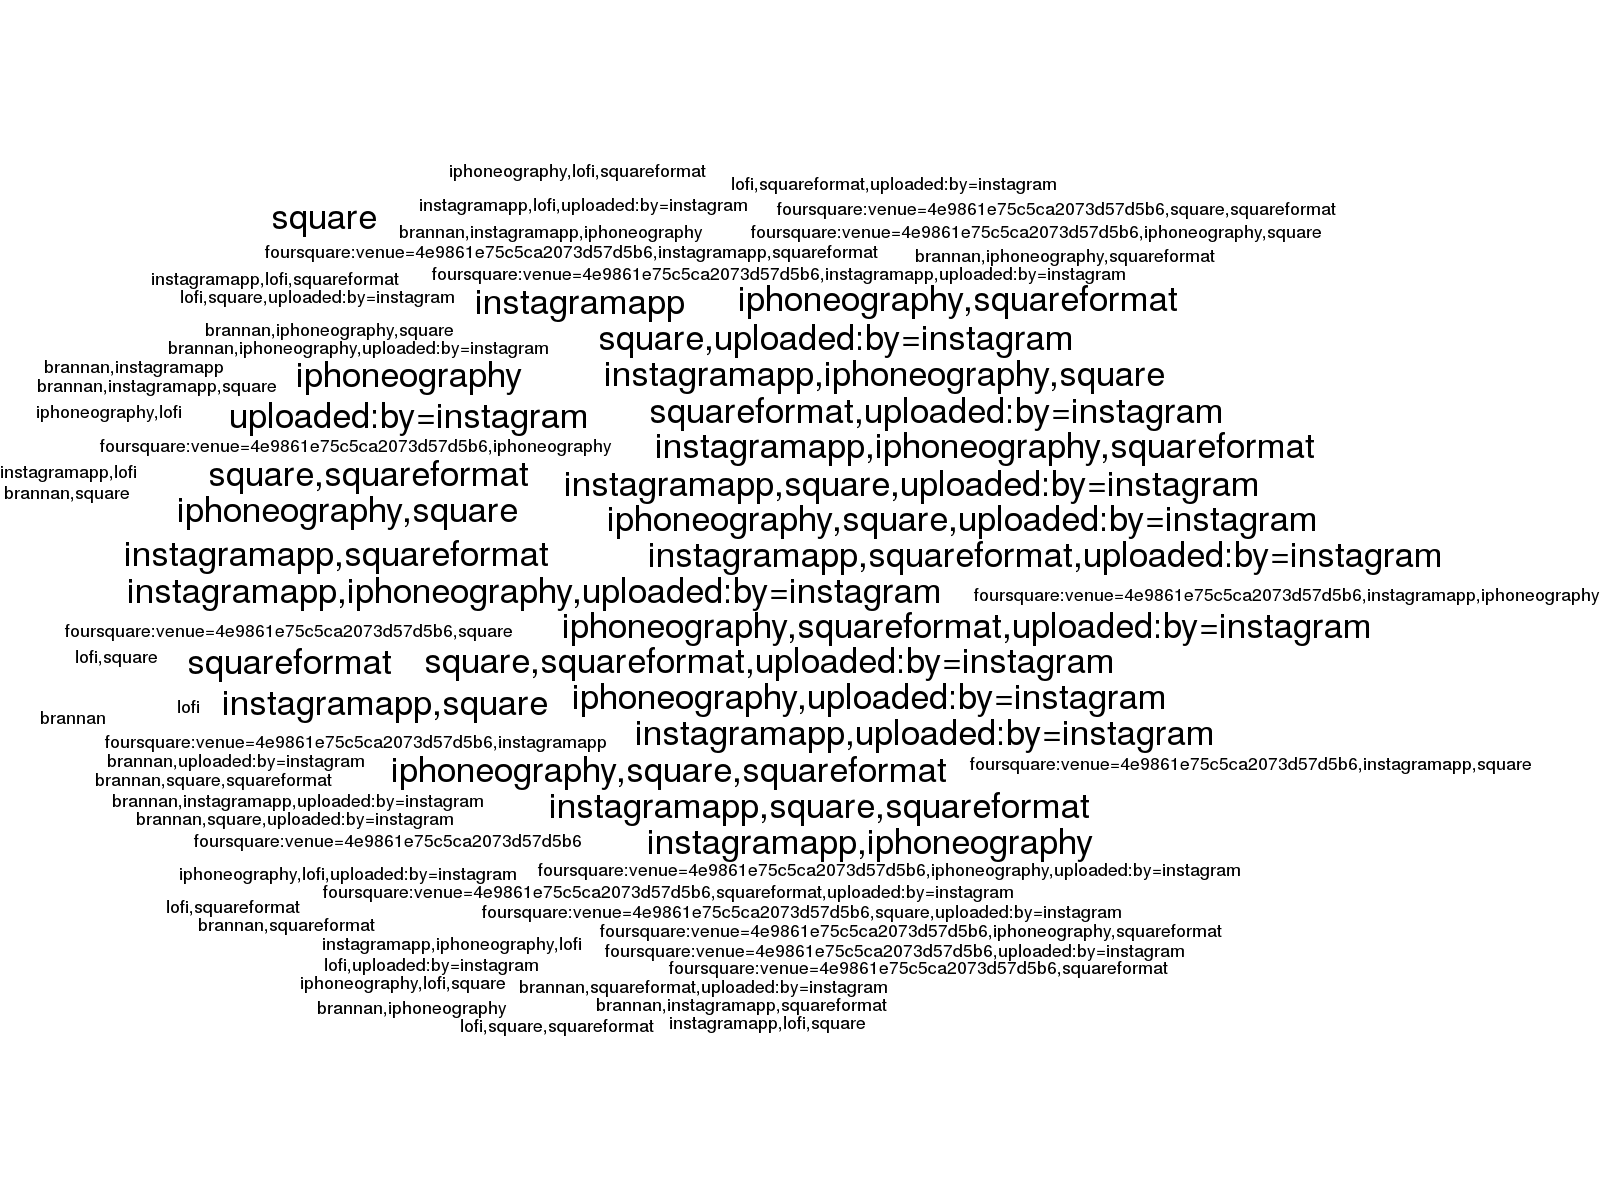 iphoneography,lofi,squareformat
lofi,squareformat,uploaded:by=instagram
instagramapp,lofi,uploaded:by=instagram
foursquare:venue=4e9861e75c5ca2073d57d5b6,square,squareformat
square
brannan,instagramapp,iphoneography
foursquare:venue=4e9861e75c5ca2073d57d5b6,iphoneography,square
foursquare:venue=4e9861e75c5ca2073d57d5b6,instagramapp,squareformat
brannan,iphoneography,squareformat
foursquare:venue=4e9861e75c5ca2073d57d5b6,instagramapp,uploaded:by=instagram
instagramapp,lofi,squareformat
lofi,square,uploaded:by=instagram
instagramapp
iphoneography,squareformat
brannan,iphoneography,square
square,uploaded:by=instagram
brannan,iphoneography,uploaded:by=instagram
brannan,instagramapp
iphoneography
instagramapp,iphoneography,square
brannan,instagramapp,square
iphoneography,lofi
uploaded:by=instagram
squareformat,uploaded:by=instagram
foursquare:venue=4e9861e75c5ca2073d57d5b6,iphoneography
instagramapp,iphoneography,squareformat
instagramapp,lofi
square,squareformat
instagramapp,square,uploaded:by=instagram
brannan,square
iphoneography,square
iphoneography,square,uploaded:by=instagram
instagramapp,squareformat
instagramapp,squareformat,uploaded:by=instagram
instagramapp,iphoneography,uploaded:by=instagram
foursquare:venue=4e9861e75c5ca2073d57d5b6,instagramapp,iphoneography
foursquare:venue=4e9861e75c5ca2073d57d5b6,square
iphoneography,squareformat,uploaded:by=instagram
lofi,square
squareformat
square,squareformat,uploaded:by=instagram
lofi
instagramapp,square
iphoneography,uploaded:by=instagram
brannan
instagramapp,uploaded:by=instagram
foursquare:venue=4e9861e75c5ca2073d57d5b6,instagramapp
brannan,uploaded:by=instagram
iphoneography,square,squareformat
foursquare:venue=4e9861e75c5ca2073d57d5b6,instagramapp,square
brannan,square,squareformat
brannan,instagramapp,uploaded:by=instagram
instagramapp,square,squareformat
brannan,square,uploaded:by=instagram
foursquare:venue=4e9861e75c5ca2073d57d5b6
instagramapp,iphoneography
iphoneography,lofi,uploaded:by=instagram
foursquare:venue=4e9861e75c5ca2073d57d5b6,iphoneography,uploaded:by=instagram
foursquare:venue=4e9861e75c5ca2073d57d5b6,squareformat,uploaded:by=instagram
lofi,squareformat
foursquare:venue=4e9861e75c5ca2073d57d5b6,square,uploaded:by=instagram
brannan,squareformat
foursquare:venue=4e9861e75c5ca2073d57d5b6,iphoneography,squareformat
instagramapp,iphoneography,lofi
foursquare:venue=4e9861e75c5ca2073d57d5b6,uploaded:by=instagram
lofi,uploaded:by=instagram
foursquare:venue=4e9861e75c5ca2073d57d5b6,squareformat
iphoneography,lofi,square
brannan,squareformat,uploaded:by=instagram
brannan,iphoneography
brannan,instagramapp,squareformat
lofi,square,squareformat
instagramapp,lofi,square